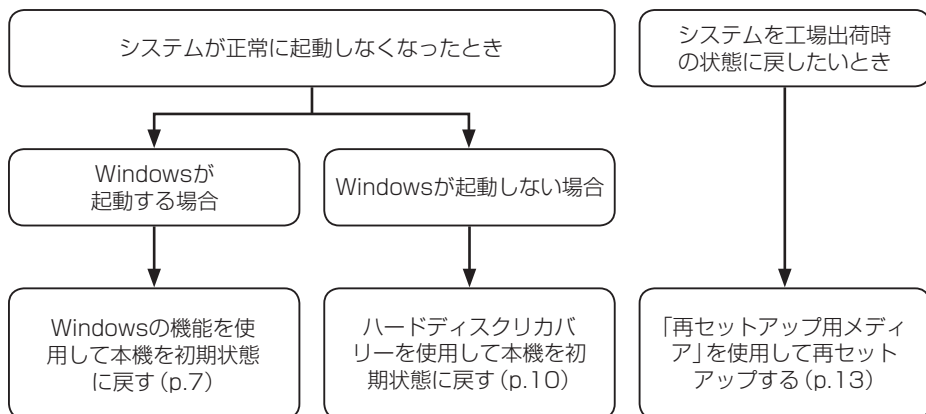 システムが正常に起動しなくなったとき
システムを工場出荷時
の状態に戻したいとき
Windowsが
起動する場合
Windowsが起動しない場合
Windowsの機能を使
用して本機を初期状態
に戻す(p.7)
ハードディスクリカバ
リーを使用して本機を初
期状態に戻す(p.10)
「再セットアップ用メディ
ア」を使用して再セット
アップする(p.13)